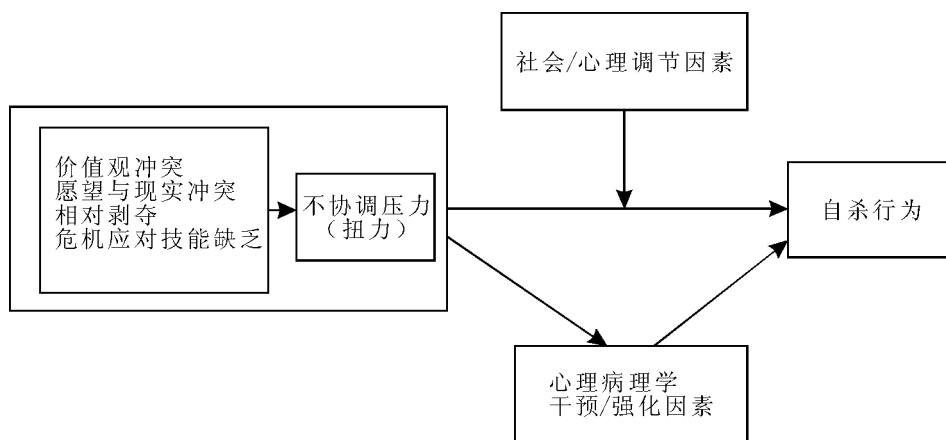 社会/心理调节因素
价值观冲突
愿望与现实冲突
相对剥夺
危机应对技能缺乏
不协调压力
（扭力）
自杀行为
心理病理学
干预/强化因素